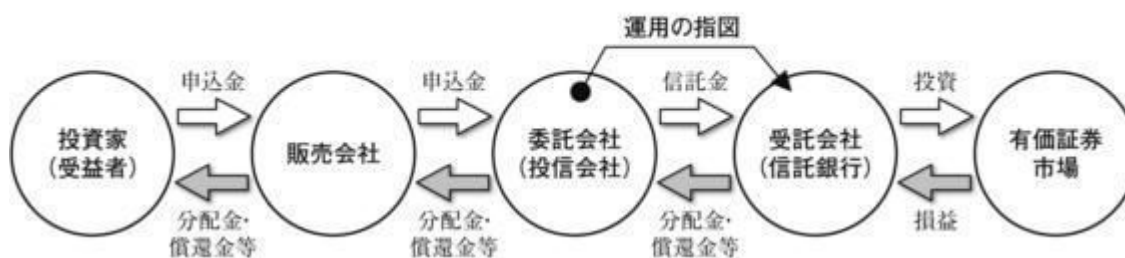 運用の指図
申込金
申込金
信託金
投資
投資家
(受益者)
販売会社
委託会社
(投信会社)
受託会社
(信託銀行)
有価証券
市場
分配金・
償還金等
分配金・
償還金等
分配金・
償還金等
損益